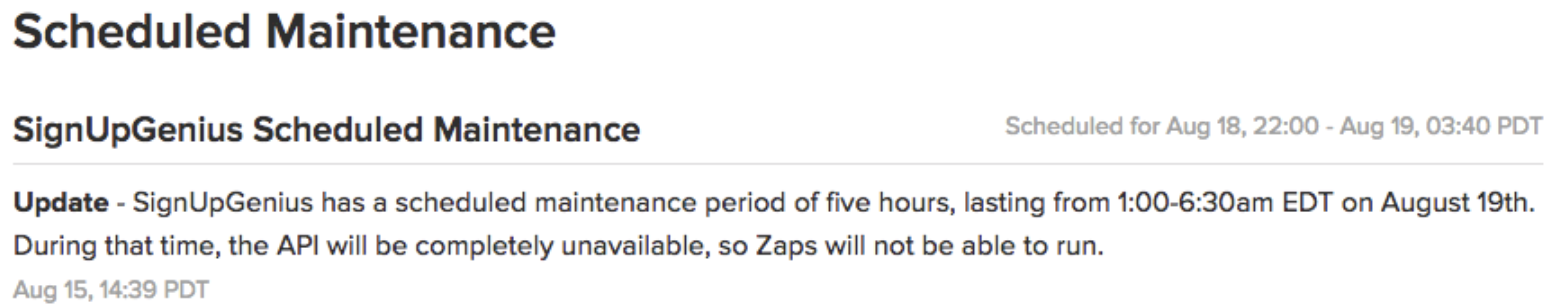 Scheduled Maintenance
SignUpGenius Scheduled Maintenance
Scheduled for Aug 18, 22:00 - Aug 19, 03:40 PDT
Update - SignUpGenius has a scheduled maintenance period of five hours, lasting from 1:00-6:30am EDT on August 19th.
During that time, the API will be completely unavailable, so Zaps will not be able to run.
Aug 15, 14:39 PDT